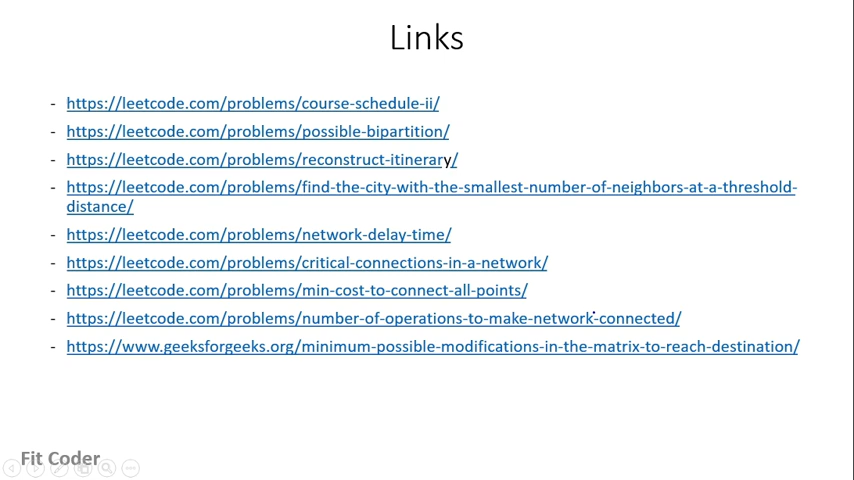 Links
- https://leetcode.com/problems/course-schedule-ii/
- https://leetcode.com/problems/possible-bipartition/
- https://leetcode.com/problems/reconstruct-itinerary/
- https://leetcode.com/problems/find-the-city-with-the-smallest-number-of-neighbors-at-a-threshold-
distance/
- https://leetcode.com/problems/network-delay-time/
- https://leetcode.com/problems/critical-connections-in-a-network/
- https://leetcode.com/problems/min-cost-to-connect-all-points/
- https://leetcode.com/problems/number-of-operations-to-make-network-connected/
- https://www.geeksforgeeks.org/minimum-possible-modifications-in-the-matrix-to-reach-destination/
Fit Coder